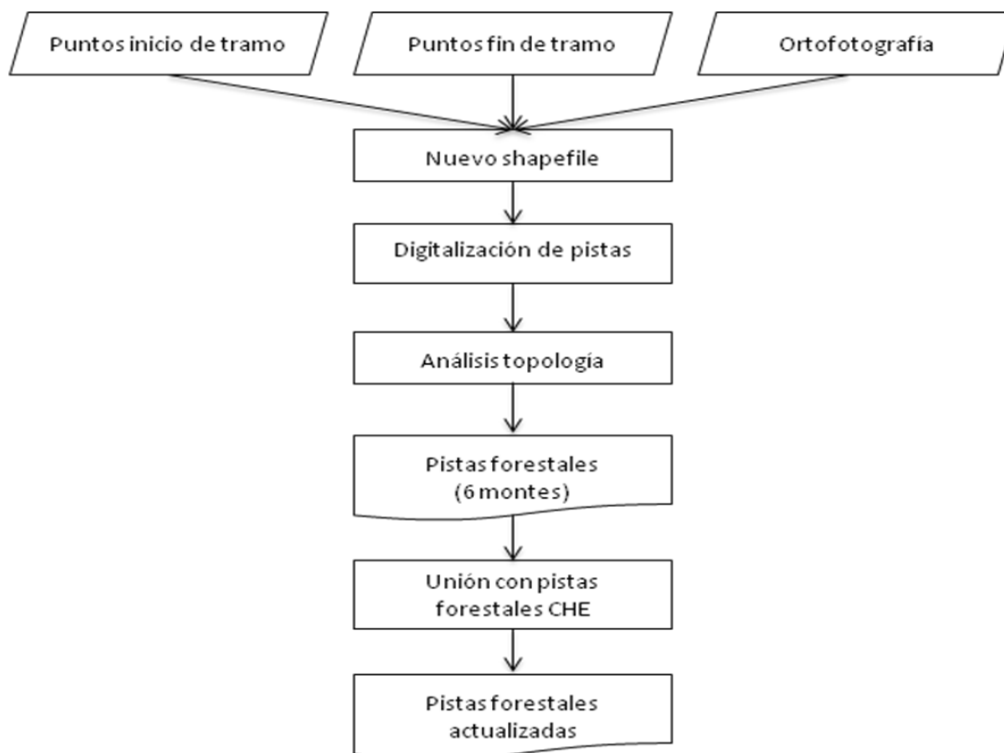 Puntos inicio de tramo
Puntos fin de tramo
Ortofotografía
Nuevo shapefile
Digitalización de pistas
Análisis topología
Pistas forestales
(6 montes)
Unión con pistas
forestales CHE
Pistas forestales
actualizadas